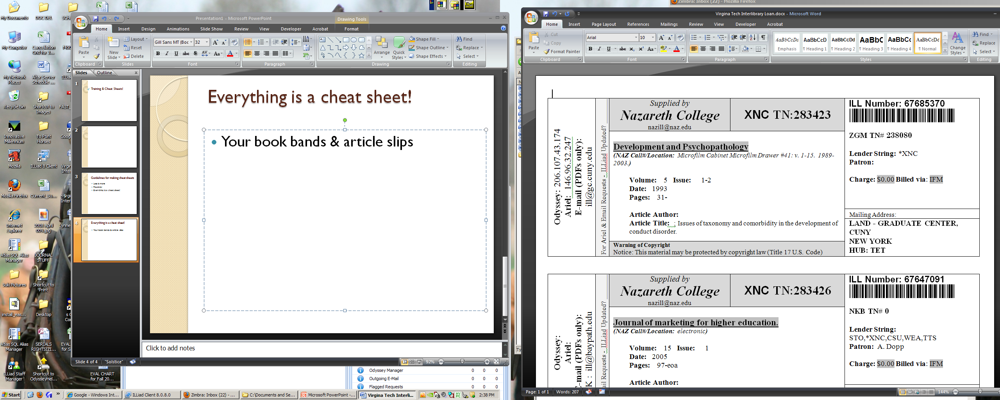 My Documents
DOC DEL
My Computer
Cancellation
Grid for J...
My Network
Places
Altar Server
Schedule ...
Recycle Bin
Shortcut to
Images
Innovative
Millennium
To Ptint
Horses
Mozilla
ILLiad 8 Client
Mozilla Firefox
Current_Su...
Internet
Explorer
2008 April
009.jpg
Atlas SQL Alias
Manager
JOURNAL
STUFF
Suki Pictures
Shortcut to
Print
install_eas...
Desktop
Atlas SQL Alias
Manager
SERIALS
RIGHTSIZI...
ILLiad Staff
Manager
Shortcut to
OdysseyHel...
EVAL CHART
for Fall 20...
Presentation1 - Microsoft PowerPoint
Drawing Tools
Home Insert Design Animations Slide Show Review View Developer Acrobat Format
Paste
Clipboard
New
Slide
Layout
Reset
Delete
Slides
Gill Sans MT (Boc 32
Font
Paragraph
Arrange
Quick
Styles
Shape Fill
Shape Outline
Shape Effects
Drawing
Find
Replace
Select
Editing
Slides Outline
1
Training & Cheat Sheets!
2
3
Guidelines for making cheat sheets
Less is more
Proximity
Everything is a cheat sheet!
4
Everything is a cheat sheet!
Your book bands & article slips
Everything is a cheat sheet!
• Your book bands & article slips
Click to add notes
Slide 4 of 4 "Solstice" 92%
Odyssey Manager 0 0 0
Outgoing E-Mail 0 0 0
Flagged Requests 0 0 0
Start
Google - Windows Int...
ILLiad Client 8.0.8.0
Zimbra: Inbox (22) - ...
C:\Documents and Se...
Microsoft PowerPoint -...
Virgina Tech Interli...
2:38 PM
Zimbra: Inbox (22) - Mozilla Firefox
Virgina Tech Interlibrary Loan.docx - Microsoft Word
Home Insert Page Layout References Mailings Review View Developer Acrobat
Paste
Cut
Copy
Format Painter
Clipboard
Arial 10
Font
Paragraph
AaBbCcDc Emphasis
AaBbCcD ¶ Heading 1
AaBbCcDd ¶ Heading 2
AaBbC ¶ Heading 3
AaBbCc ¶ Heading 4
AaBbCcDc ¶ Normal
Change
Styles
Styles
Find
Replace
Select
Editing
Odyssey: 206.107.43.174
Ariel: 146.96.32.247
E-mail (PDFs only):
ill@gc.cuny.edu
For Ariel & Email Requests - ILLiad Updated?
Supplied by
Nazareth College
nazill@naz.edu
XNC TN:283423
Development and Psychopathology
(NAZ Call#/Location: Microfilm Cabinet Microfilm Drawer #41: v. 1-15. 1989-
2003.)
Volume: 5 Issue: 1-2
Date: 1993
Pages: 31-
Article Author:
Article Title: ; Issues of taxonomy and comorbidity in the development of
conduct disorder.
Warning of Copyright
Notice: This material may be protected by copyright law (Title 17 U.S. Code)
ILL Number: 67685370
ZGM TN# 238080
Lender String: *XNC
Patron:
Charge: $0.00 Billed via: IFM
Mailing Address:
LAND - GRADUATE CENTER,
CUNY
NEW YORK
HUB: TET
Odyssey:
Ariel:
E-mail (PDFs only):
K : ill@baypath.edu
ail Requests - ILLiad Updated?
Supplied by
Nazareth College
nazill@naz.edu
XNC TN:283426
Journal of marketing for higher education.
(NAZ Call#/Location: electronic)
Volume: 15 Issue: 1
Date: 2005
Pages: 97-eoa
Article Author:
ILL Number: 67647091
NKB TN# 0
Lender String:
STO,*XNC,CSU,WEA,TTS
Patron: A. Dopp
Charge: $0.00 Billed via: IFM
Page: 1 of 1 Words: 207 144%